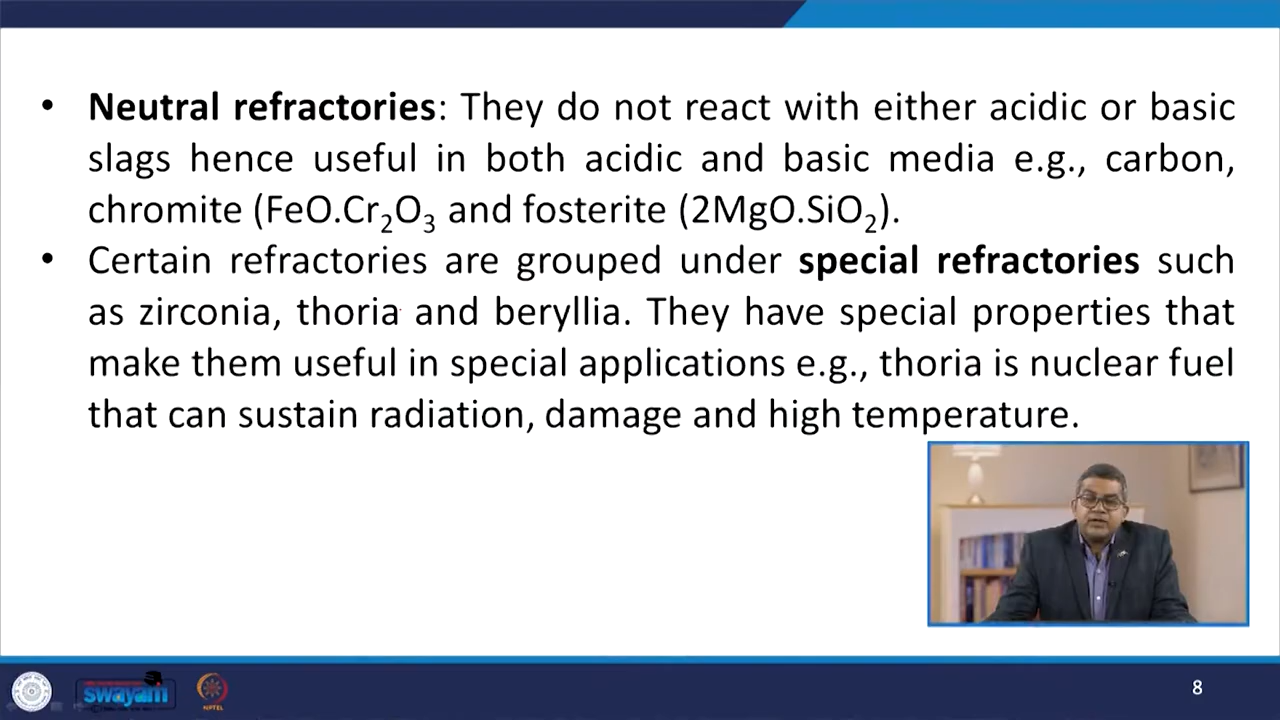 • Neutral refractories: They do not react with either acidic or basic
slags hence useful in both acidic and basic media e.g., carbon,
chromite (FeO.Cr₂O₃ and fosterite (2MgO.SiO₂).
• Certain refractories are grouped under special refractories such
as zirconia, thoria and beryllia. They have special properties that
make them useful in special applications e.g., thoria is nuclear fuel
that can sustain radiation, damage and high temperature.
swayam
NPTEL
8